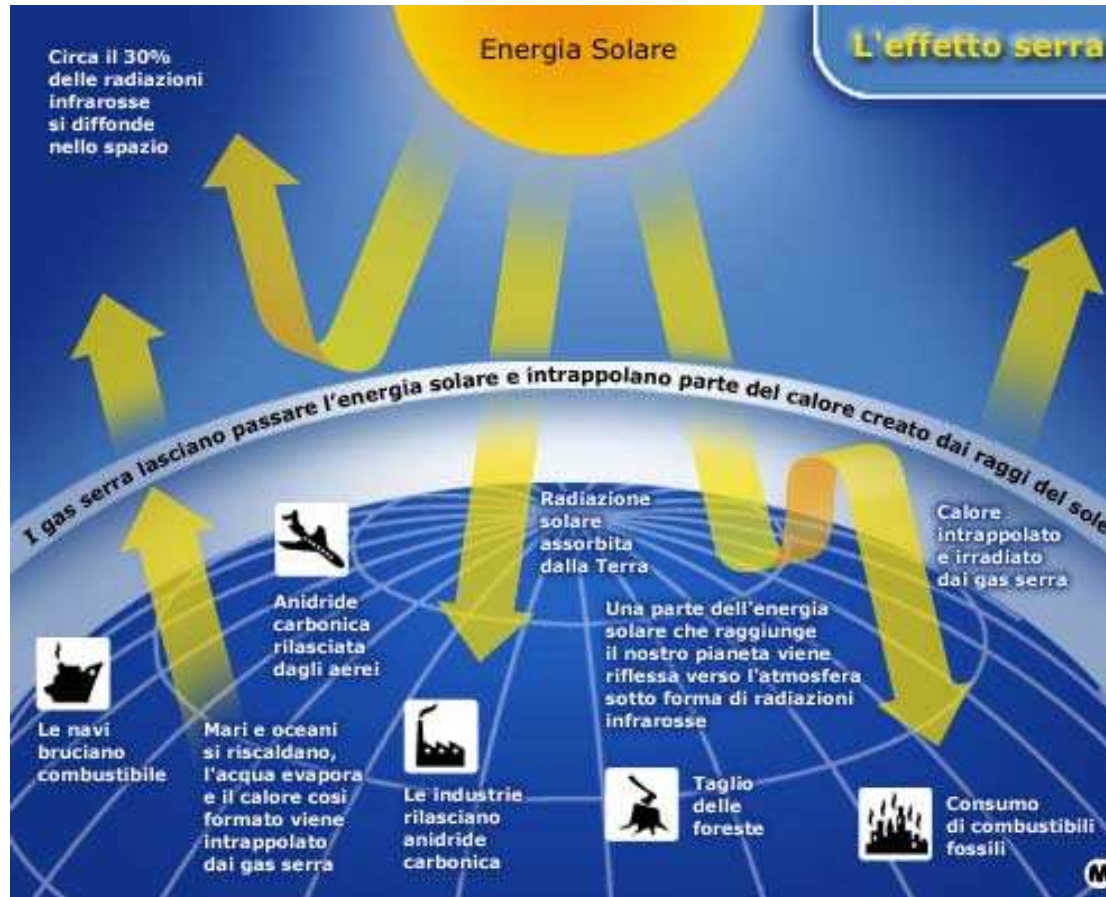 Energia Solare
L'effetto serra
Circa il 30%
delle radiazioni
infrarosse
si diffonde
nello spazio
I gas serra lasciano passare l'energia solare e intrappolano parte del calore creato dai raggi del sole
Radiazione
solare
assorbita
dalla Terra
Calore
intrappolato
e irradiato
dai gas serra
Anidride
carbonica
rilasciata
dagli aerei
Una parte dell'energia
solare che raggiunge
il nostro pianeta viene
riflessa verso l'atmosfera
sotto forma di radiazioni
infrarosse
Le navi
bruciano
combustibile
Mari e oceani
si riscaldano,
l'acqua evapora
e il calore cosi
formato viene
intrappolato
dai gas serra
Le industrie
rilasciano
anidride
carbonica
Taglio
delle
foreste
Consumo
di combustibili
fossili
M